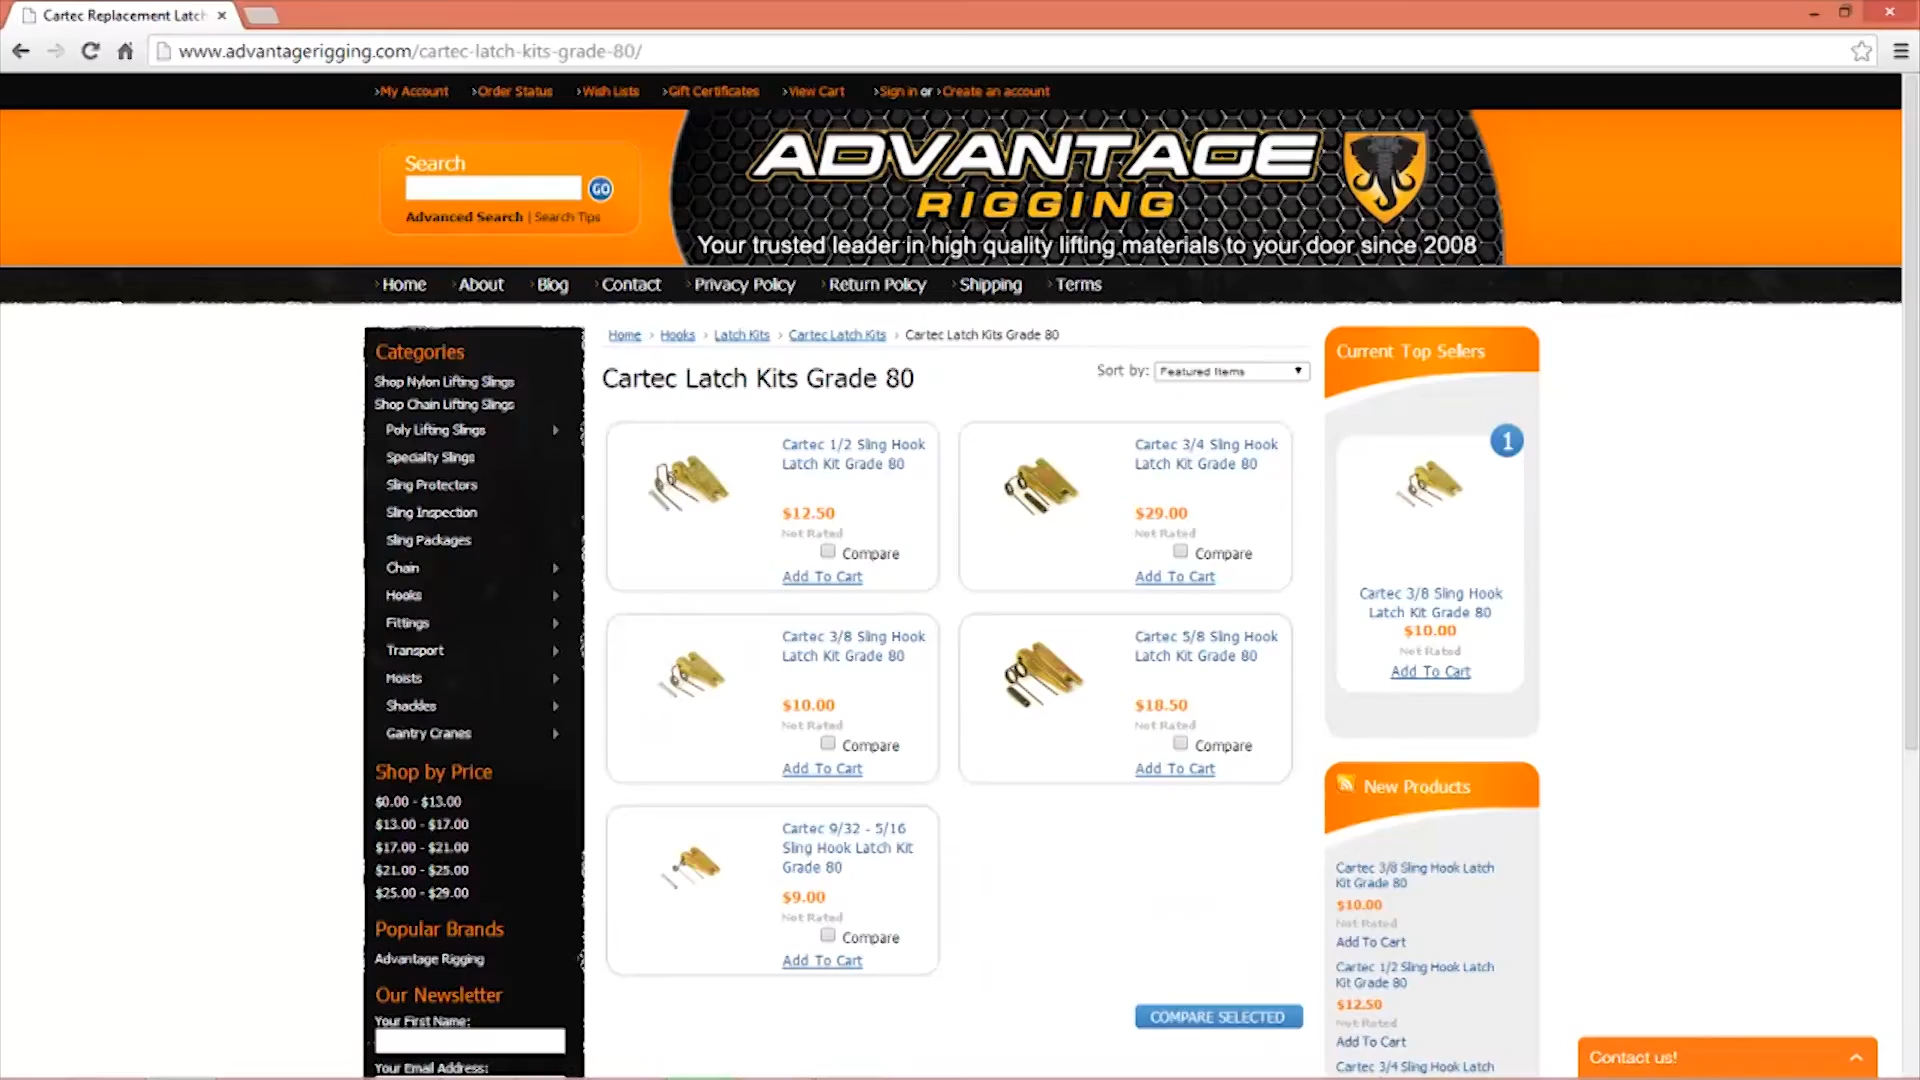 Cartec Replacement Latch
www.advantagerigging.com/cartec-latch-kits-grade-80/
My Account Order Status Wish Lists Gift Certificates View Cart Sign in or Create an account
Search
GO
Advanced Search | Search Tips
ADVANTAGE
RIGGING
Your trusted leader in high quality lifting materials to your door since 2008
Home About Blog Contact Privacy Policy Return Policy Shipping Terms
Categories
Shop Nylon Lifting Slings
Shop Chain Lifting Slings
Poly Lifting Slings
Specialty Slings
Sling Protectors
Sling Inspection
Sling Packages
Chain
Hooks
Fittings
Transport
Hoists
Shackles
Gantry Cranes
Shop by Price
$0.00 - $13.00
$13.00 - $17.00
$17.00 - $21.00
$21.00 - $25.00
$25.00 - $29.00
Popular Brands
Advantage Rigging
Our Newsletter
Your First Name:
Your Email Address:
Home › Hooks › Latch Kits › Cartec Latch Kits › Cartec Latch Kits Grade 80
Cartec Latch Kits Grade 80
Sort by: Featured Items
Cartec 1/2 Sling Hook
Latch Kit Grade 80
$12.50
Not Rated
Compare
Add To Cart
Cartec 3/4 Sling Hook
Latch Kit Grade 80
$29.00
Not Rated
Compare
Add To Cart
Cartec 3/8 Sling Hook
Latch Kit Grade 80
$10.00
Not Rated
Compare
Add To Cart
Cartec 5/8 Sling Hook
Latch Kit Grade 80
$18.50
Not Rated
Compare
Add To Cart
Cartec 9/32 - 5/16
Sling Hook Latch Kit
Grade 80
$9.00
Not Rated
Compare
Add To Cart
COMPARE SELECTED
Current Top Sellers
1
Cartec 3/8 Sling Hook
Latch Kit Grade 80
$10.00
Not Rated
Add To Cart
New Products
Cartec 3/8 Sling Hook Latch
Kit Grade 80
$10.00
Not Rated
Add To Cart
Cartec 1/2 Sling Hook Latch
Kit Grade 80
$12.50
Not Rated
Add To Cart
Cartec 3/4 Sling Hook Latch
Contact us!